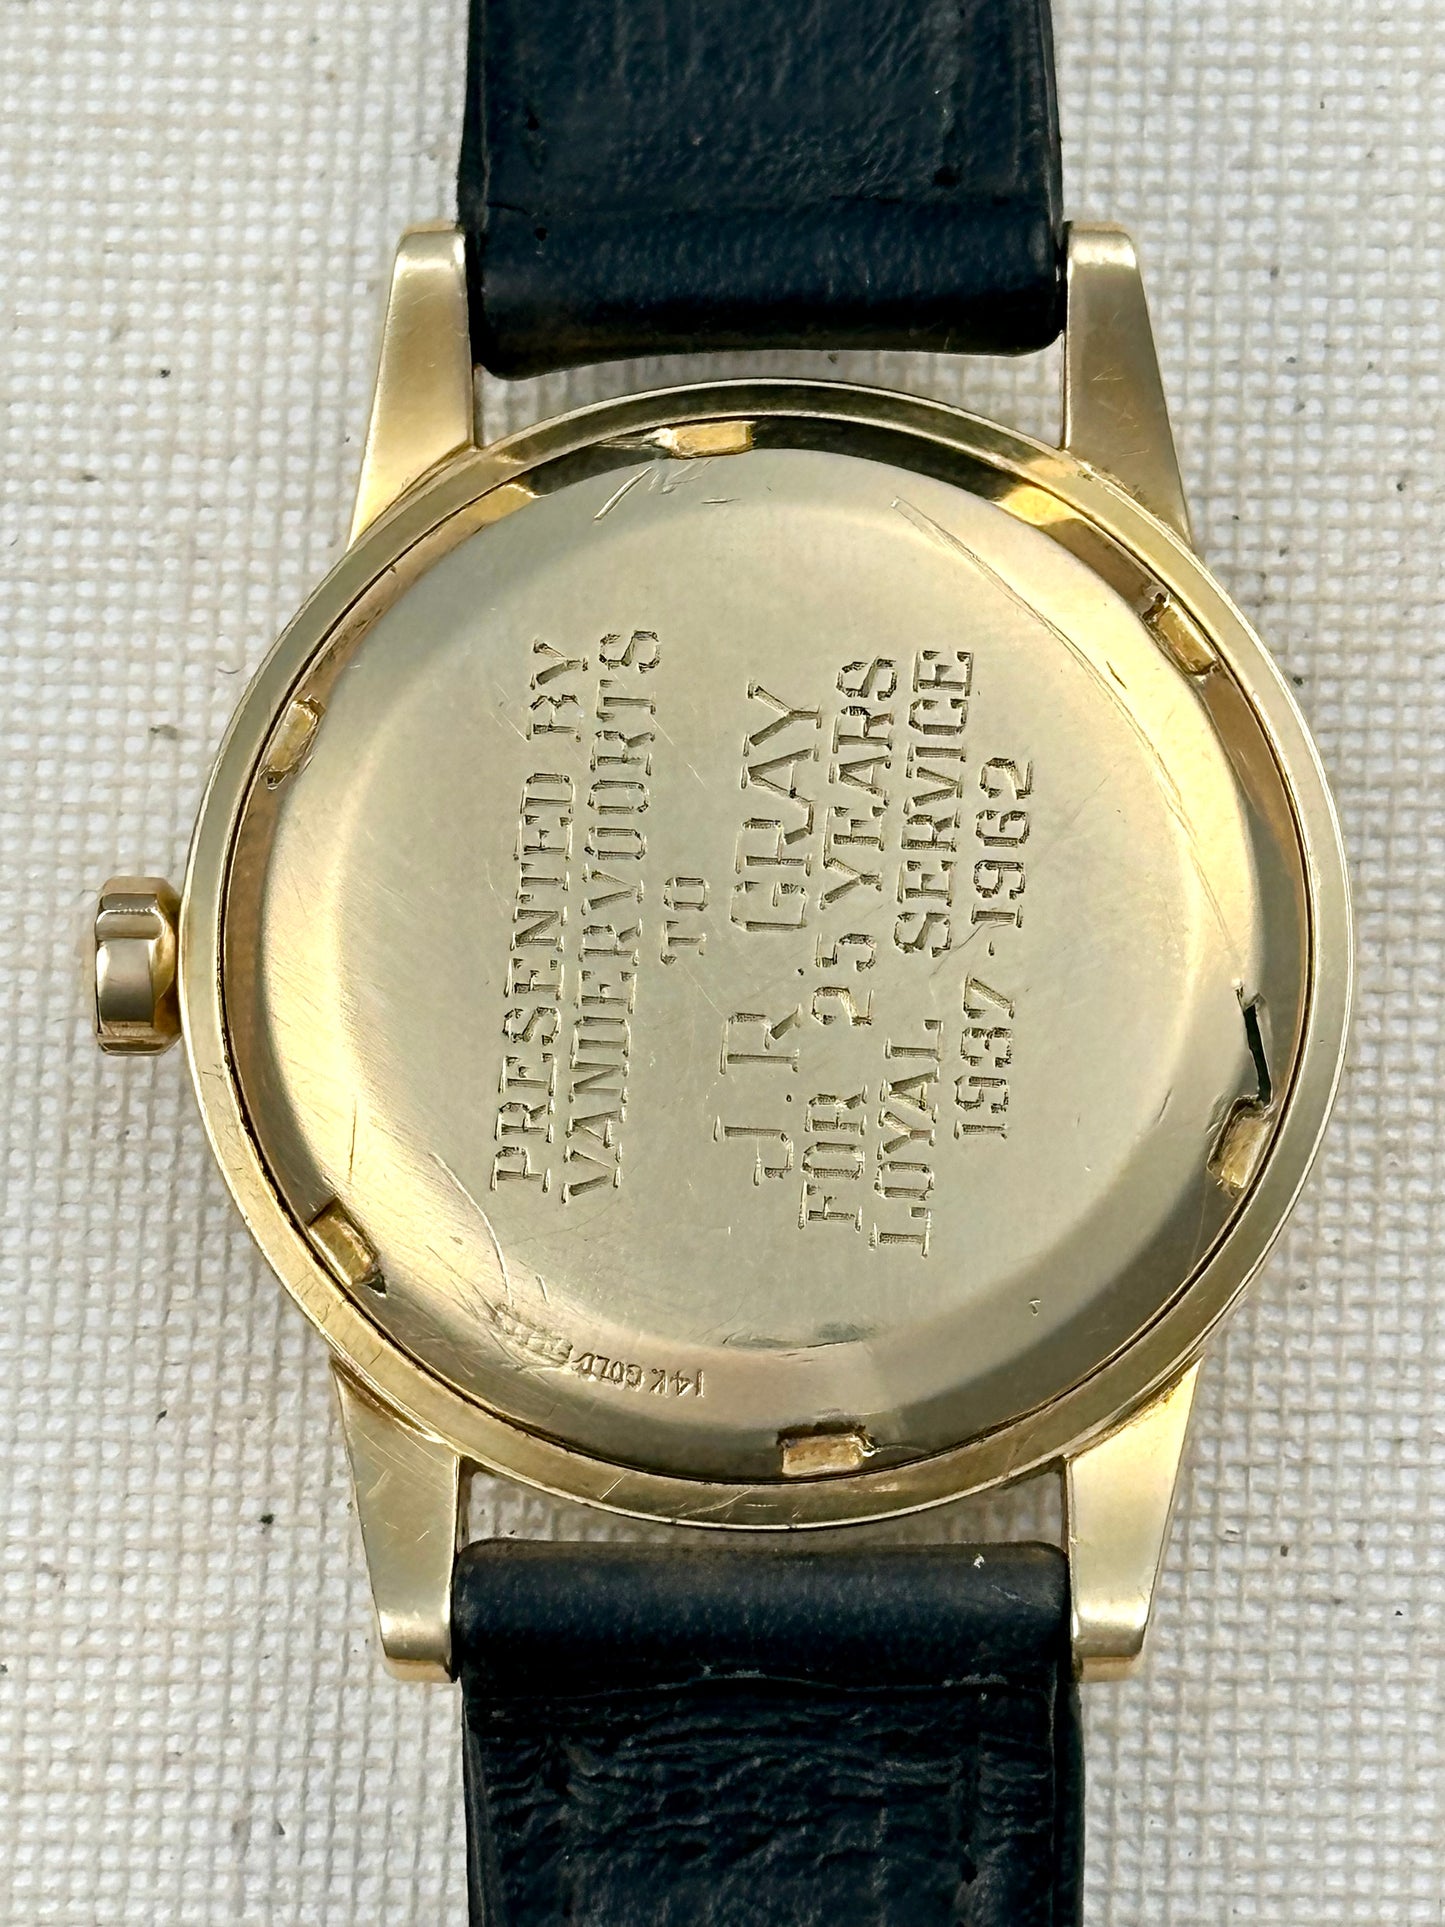 PRESENTED BY
VANDERVOORTS
TO
J. R. GRAY
FOR 25 YEARS
LOYAL SERVICE
1937-1962
14K GOLD